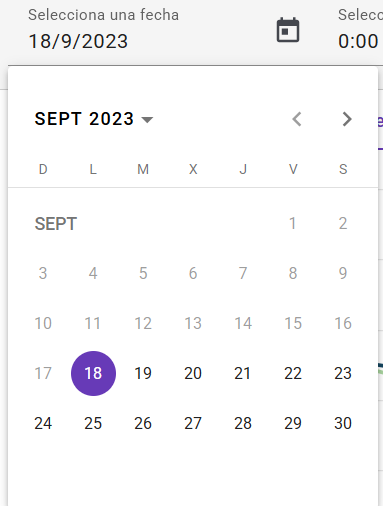 Selecciona una fecha
18/9/2023
0:00
SEPT 2023
D L M X J V S
SEPT 1 2
3 4 5 6 7 8 9
10 11 12 13 14 15 16
17 18 19 20 21 22 23
24 25 26 27 28 29 30